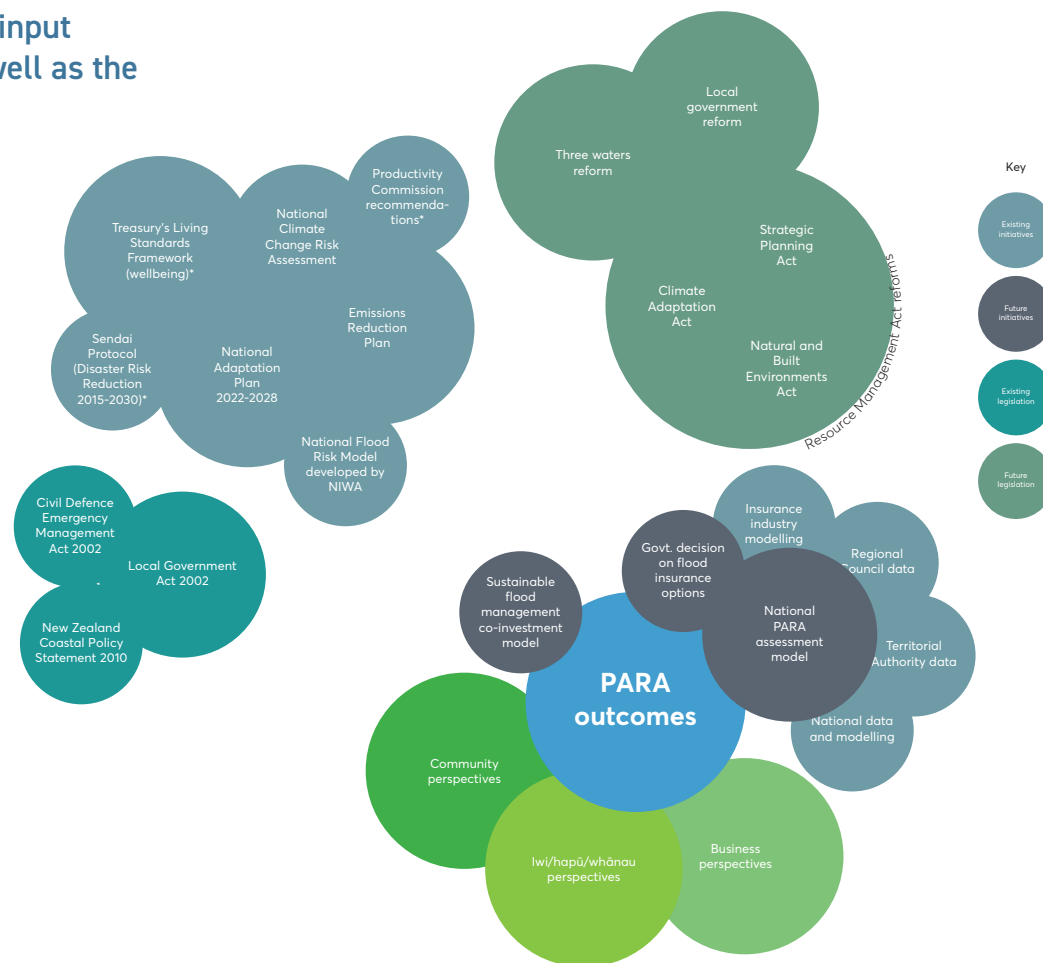 input
well as the
Local
government
reform
Three waters
reform
Strategic
Planning
Act
Climate
Adaptation
Act
Natural and
Built
Environments
Act
Resource Management Act reforms
Key
Existing
initiatives
Future
initiatives
Existing
legislation
Future
legislation
Productivity
Commission
recommenda-
tions*
National
Climate
Change Risk
Assessment
Treasury's Living
Standards
Framework
(wellbeing)*
Emissions
Reduction
Plan
Sendai
Protocol
(Disaster Risk
Reduction
2015-2030)*
National
Adaptation
Plan
2022-2028
National Flood
Risk Model
developed by
NIWA
Civil Defence
Emergency
Management
Act 2002
Local Government
Act 2002
New Zealand
Coastal Policy
Statement 2010
Insurance
industry
modelling
Govt. decision
on flood
insurance
options
Regional
Council data
Sustainable
flood
management
co-investment
model
National
PARA
assessment
model
Territorial
Authority data
PARA
outcomes
National data
and modelling
Community
perspectives
Iwi/hapū/whānau
perspectives
Business
perspectives